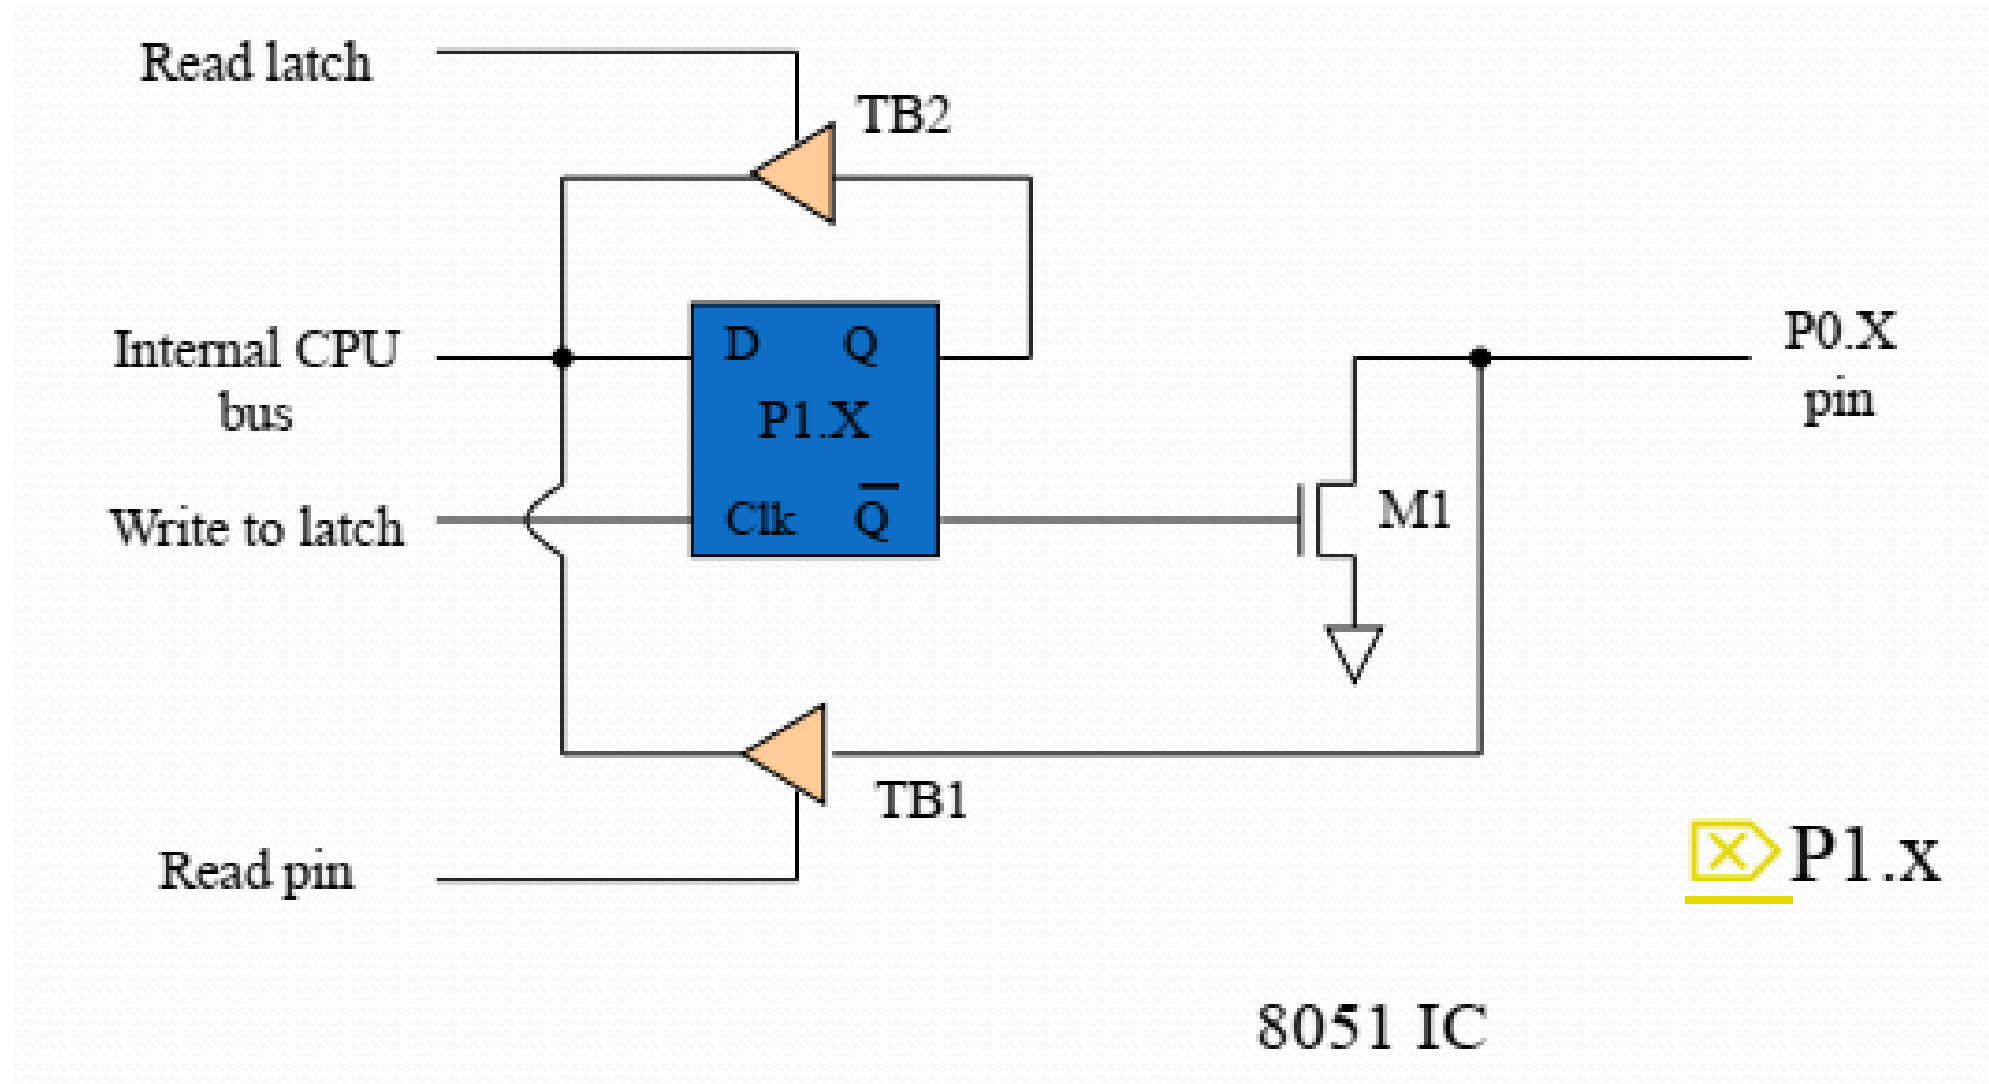 Read latch
TB2
Internal CPU
bus
D Q
P1.X
P0.X
pin
Write to latch
Clk Q
M1
TB1
Read pin
P1.x
8051 IC